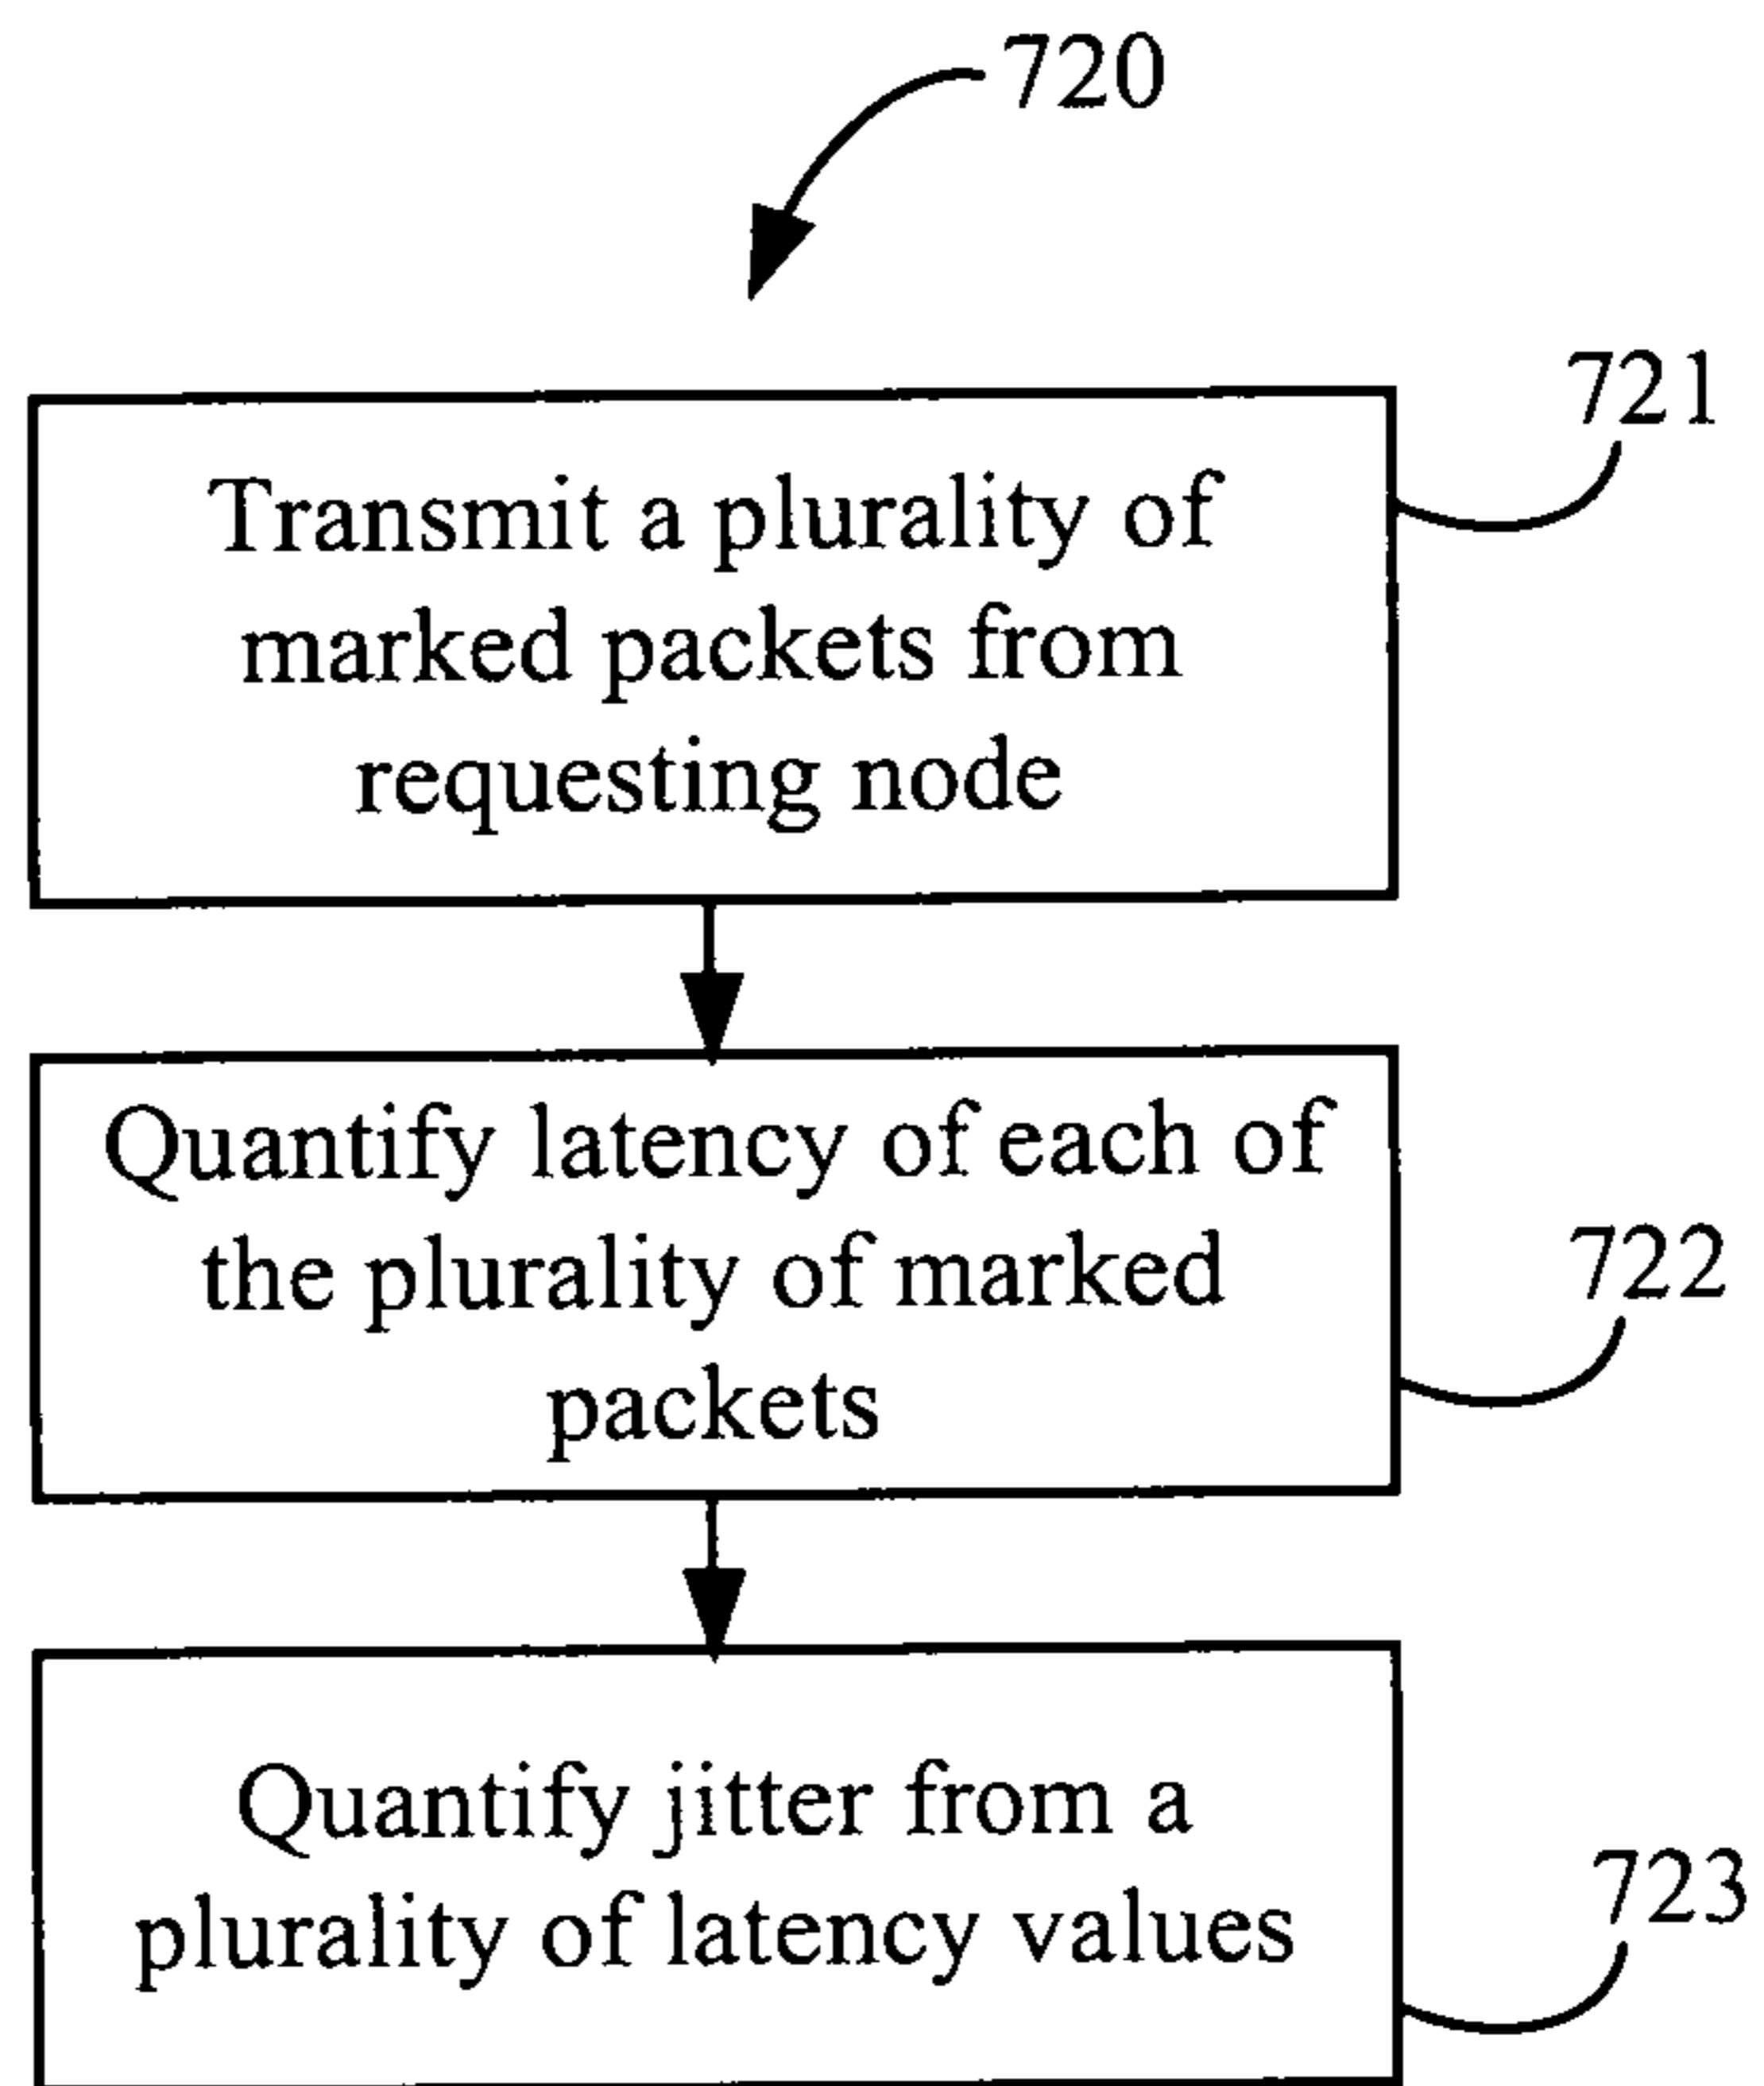 720
721
Transmit a plurality of
marked packets from
requesting node
Quantify latency of each of
the plurality of marked
packets
722
Quantify jitter from a
plurality of latency values
723